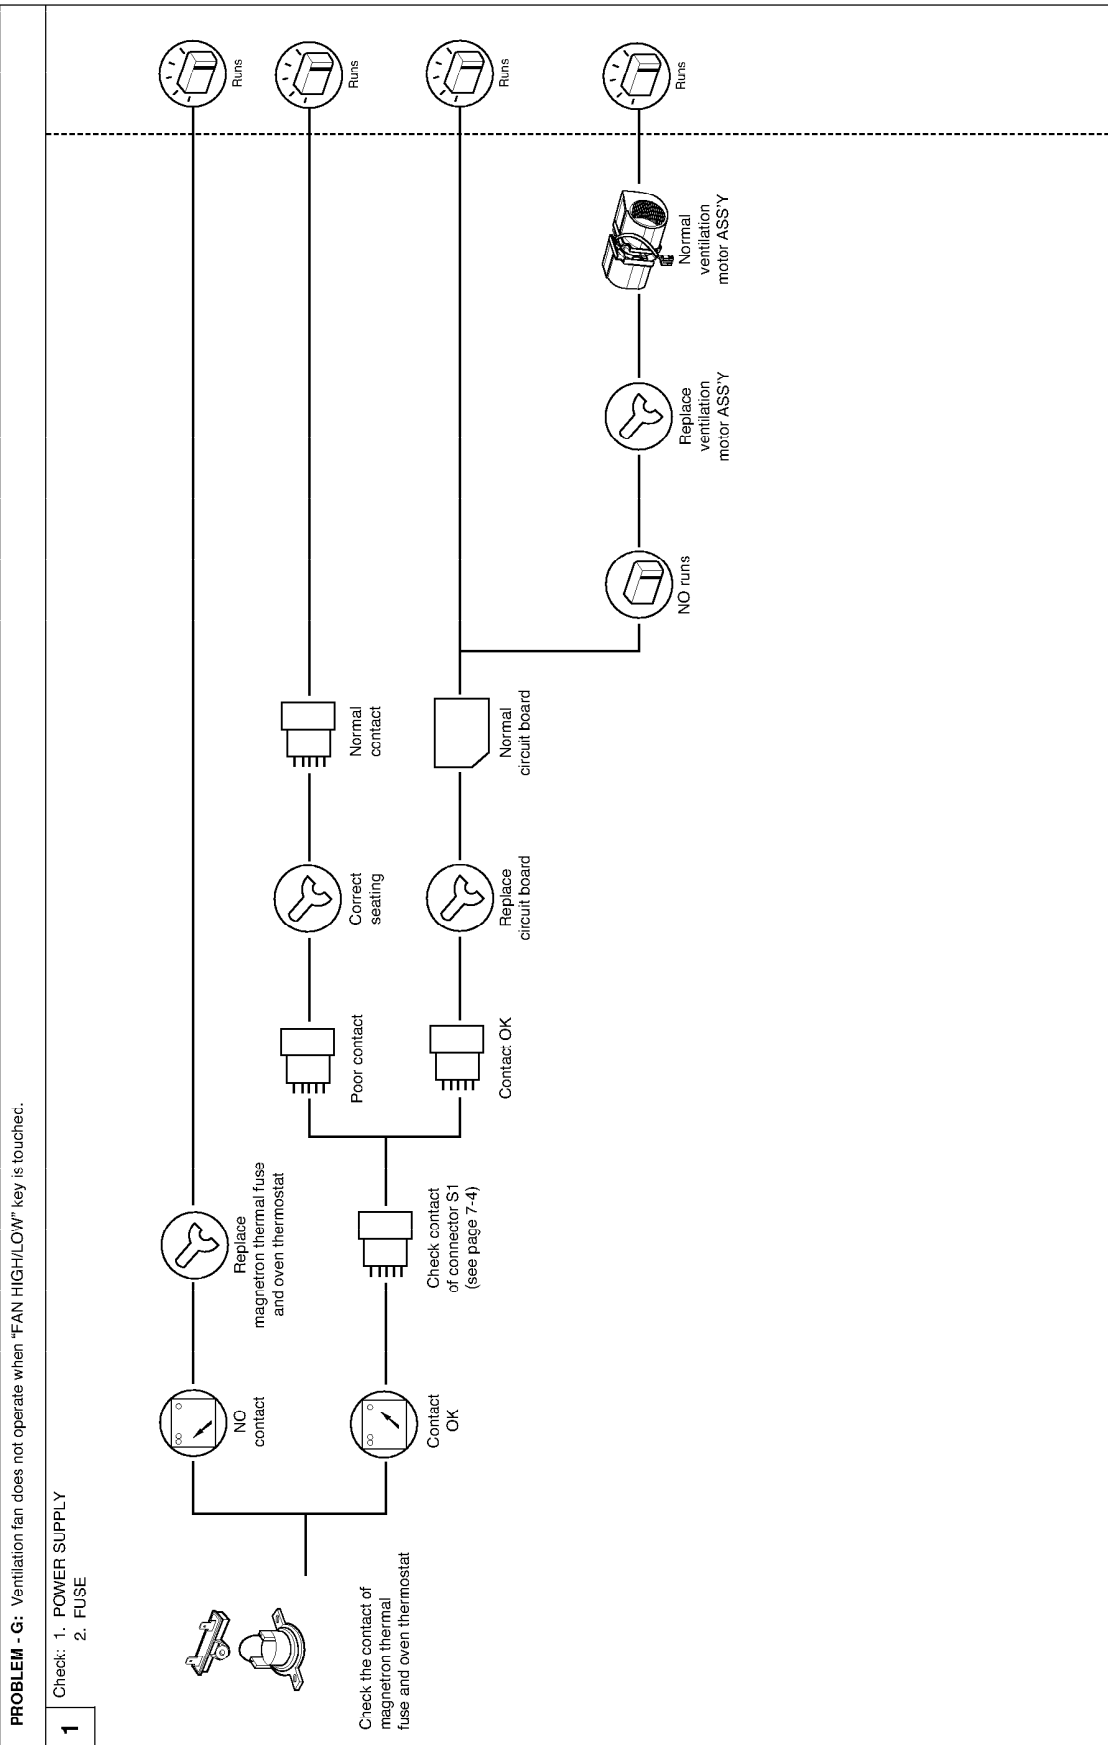 PROBLEM - G: Ventilation fan does not operate when "FAN HIGH/LOW" key is touched.
1
Check: 1. POWER SUPPLY
2. FUSE
Check the contact of
magnetron thermal
fuse and oven thermostat
NO
contact
Replace
magnetron thermal fuse
and oven thermostat
Runs
Contact
OK
Check contact
of connector S1
(see page 7-4)
Poor contact
Correct
seating
Normal
contact
Runs
Contact OK
Replace
circuit board
Normal
circuit board
Runs
NO runs
Replace
ventilation
motor ASS'Y
Normal
ventilation
motor ASS'Y
Runs